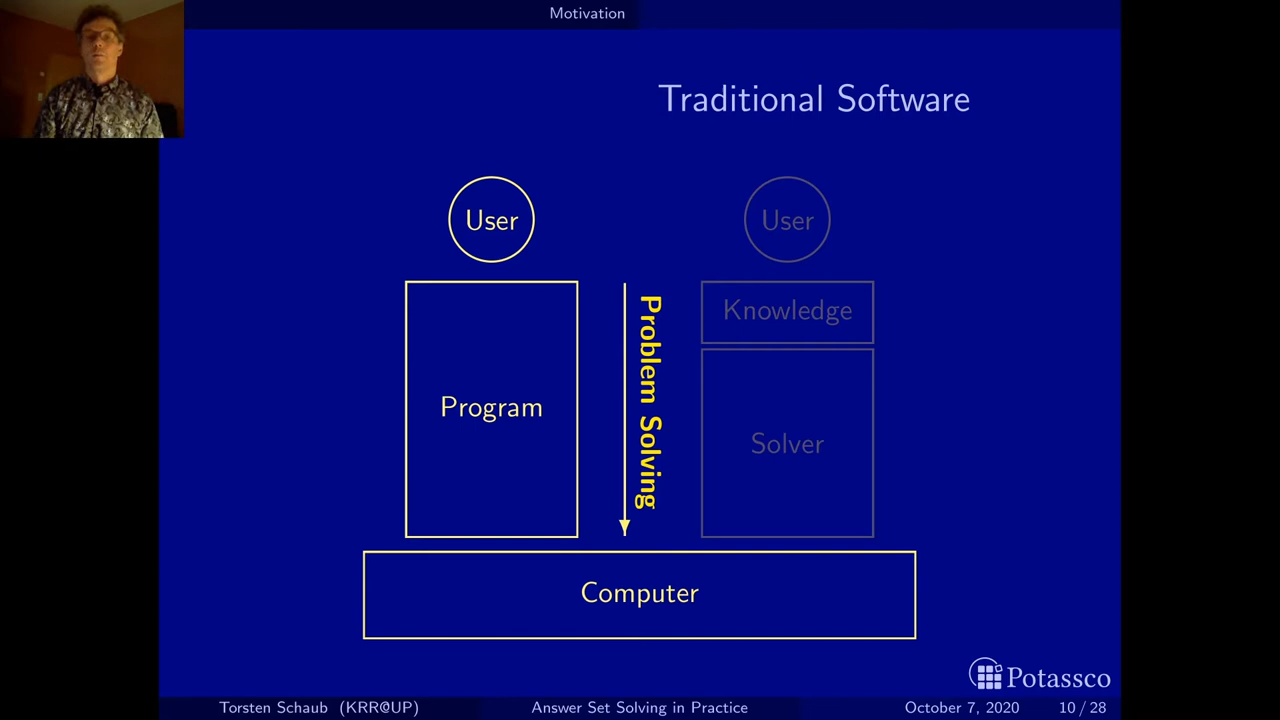 Motivation
Traditional Software
User
User
Program
Problem Solving
Knowledge
Solver
Computer
Potassco
Torsten Schaub (KRR@UP)
Answer Set Solving in Practice
October 7, 2020
10 / 28